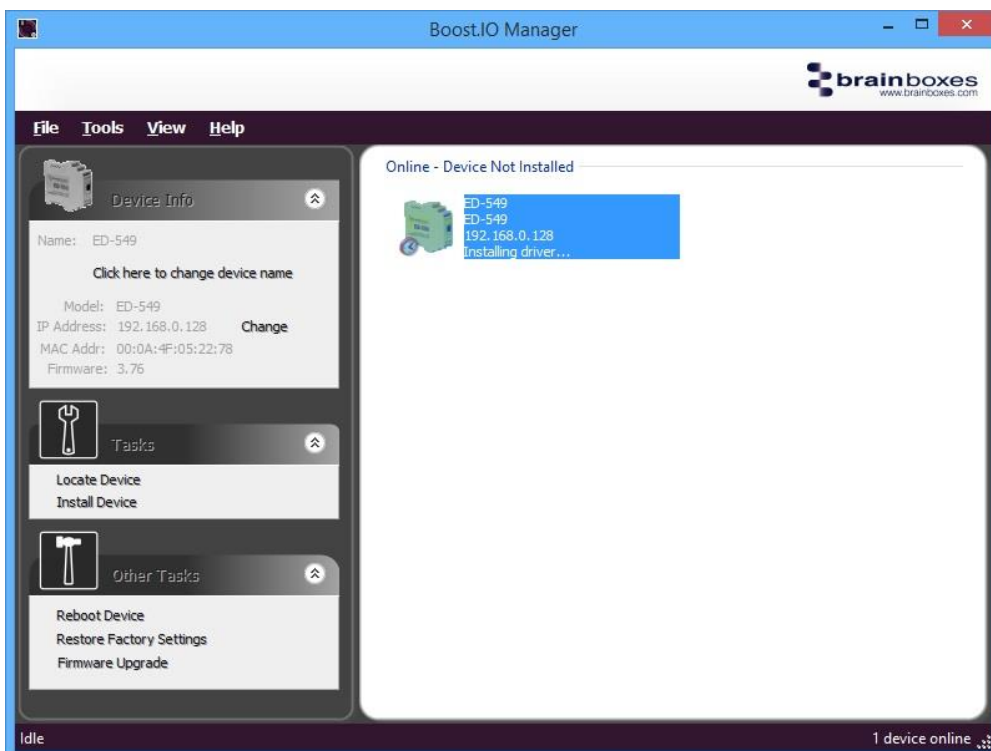 Boost.IO Manager
brainboxes
www.brainboxes.com
File Tools View Help
Device Info
Name: ED-549
Click here to change device name
Model: ED-549
IP Address: 192.168.0.128 Change
MAC Addr: 00:0A:4F:05:22:78
Firmware: 3.76
Tasks
Locate Device
Install Device
Other Tasks
Reboot Device
Restore Factory Settings
Firmware Upgrade
Online - Device Not Installed
ED-549
ED-549
192.168.0.128
Installing driver...
Idle
1 device online